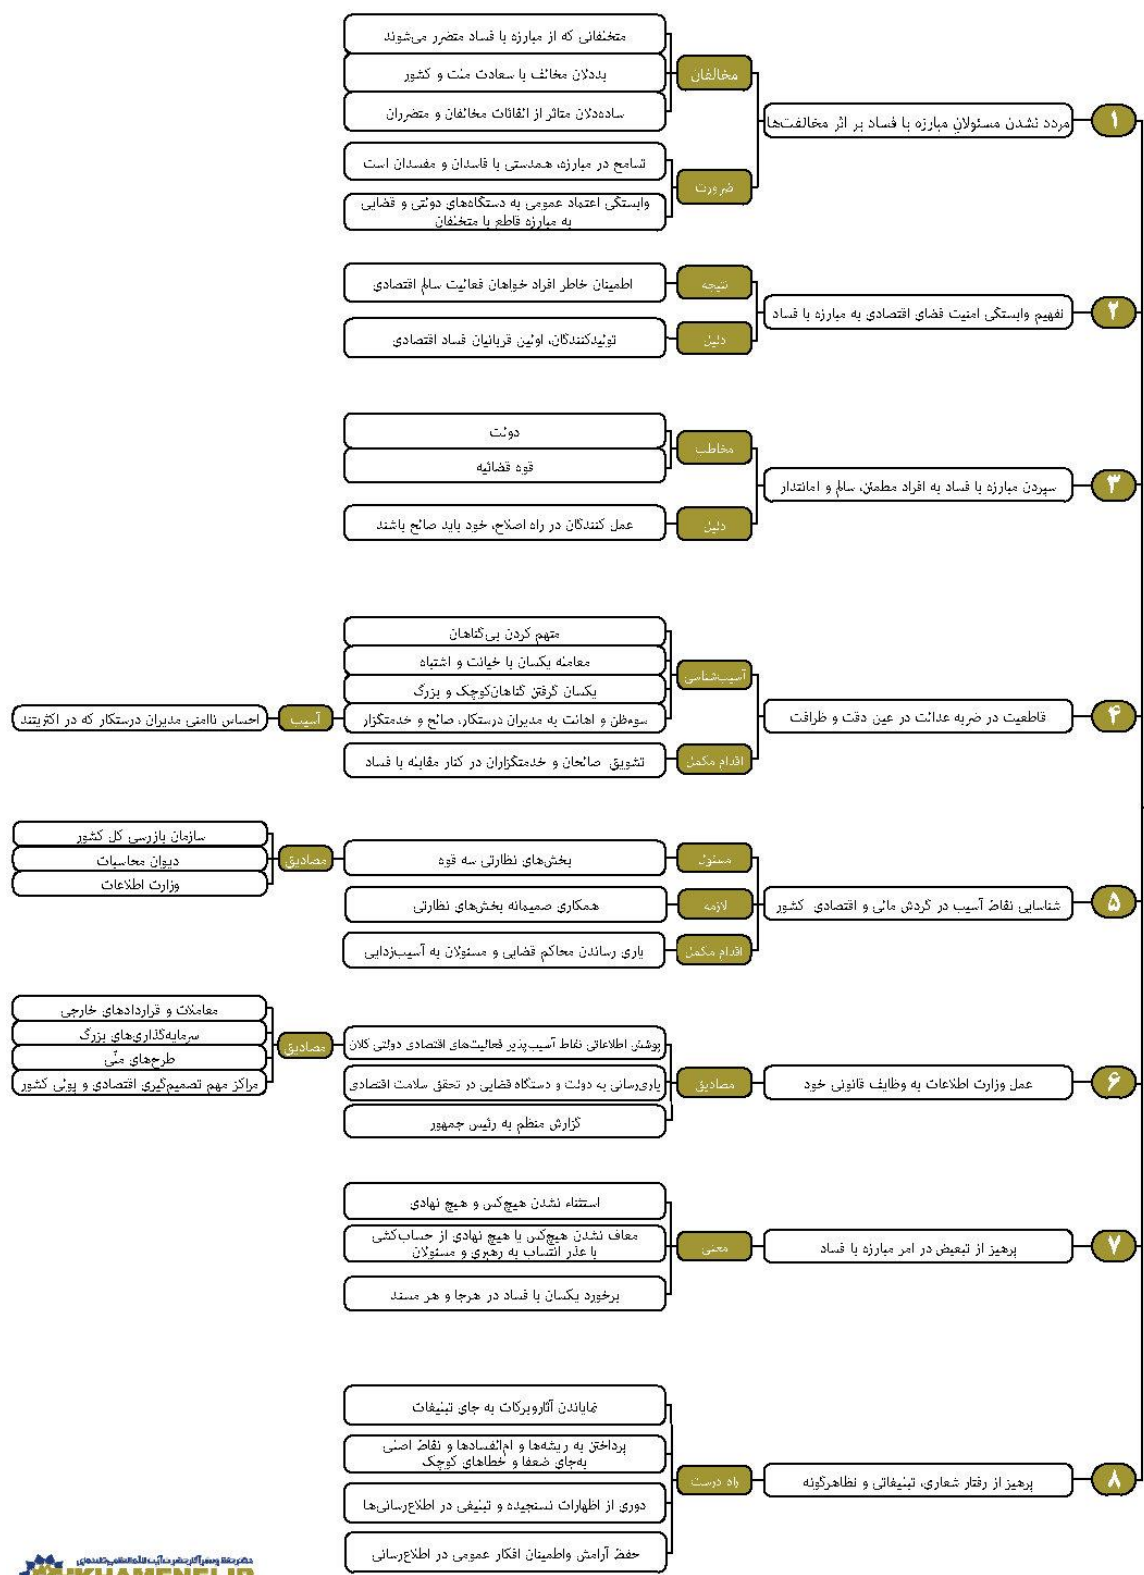 ۱
مردد نشدن مسئولان مبارزه با فساد بر اثر مخالفت‌ها
مخالفان
متخلفانی که از مبارزه با فساد متضرر می‌شوند
بددلان مخالف با سعادت ملت و کشور
ساده‌دلان متاثر از القائات مخالفان و متضرران
ضرورت
تسامح در مبارزه، همدستی با فاسدان و مفسدان است
وابستگی اعتماد عمومی به دستگاه‌های دولتی و قضایی
به مبارزه قاطع با متخلفان
۲
تفهیم وابستگی امنیت فضای اقتصادی به مبارزه با فساد
نتیجه
اطمینان خاطر افراد خواهان فعالیت سالم اقتصادی
دلیل
تولیدکنندگان، اولین قربانیان فساد اقتصادی
۳
سپردن مبارزه با فساد به افراد مطمئن، سالم و امانتدار
مخاطب
دولت
قوه قضائیه
دلیل
عمل کنندگان در راه اصلاح، خود باید صالح باشند
۴
قاطعیت در ضربه عدالت در عین دقت و ظرافت
آسیب‌شناسی
متهم کردن بی‌گناهان
معامله یکسان با خیانت و اشتباه
یکسان گرفتن گناهان‌کوچک و بزرگ
سوءظن و اهانت به مدیران درستکار، صالح و خدمتگزار
آسیب
احساس ناامنی مدیران درستکار که در اکثریتند
اقدام مکمل
تشویق صالحان و خدمتگزاران در کنار مقابله با فساد
۵
شناسایی نقاط آسیب در گردش مالی و اقتصادی کشور
مسئول
بخش‌های نظارتی سه قوه
مصادیق
سازمان بازرسی کل کشور
دیوان محاسبات
وزارت اطلاعات
لازمه
همکاری صمیمانه بخش‌های نظارتی
اقدام مکمل
یاری رساندن محاکم قضایی و مسئولان به آسیب‌زدایی
۶
عمل وزارت اطلاعات به وظایف قانونی خود
مصادیق
پوشش اطلاعاتی نقاط آسیب‌پذیر فعالیت‌های اقتصادی دولتی کلان
مصادیق
معاملات و قراردادهای خارجی
سرمایه‌گذاری‌های بزرگ
طرح‌های ملّی
مراکز مهم تصمیم‌گیری اقتصادی و پولی کشور
یاری‌رسانی به دولت و دستگاه قضایی در تحقق سلامت اقتصادی
گزارش منظم به رئیس جمهور
۷
پرهیز از تبعیض در امر مبارزه با فساد
معنی
استثناء نشدن هیچ‌کس و هیچ نهادی
معاف نشدن هیچ‌کس یا هیچ نهادی از حساب‌کشی
با عذر انتساب به رهبری و مسئولان
برخورد یکسان با فساد در هرجا و هر مسند
۸
پرهیز از رفتار شعاری، تبلیغاتی و تظاهرگونه
راه درست
نمایاندن آثاروبرکات به جای تبلیغات
پرداختن به ریشه‌ها و ام‌الفسادها و نقاط اصلی
به‌جای ضعفا و خطاهای کوچک
دوری از اظهارات نسنجیده و تبلیغی در اطلاع‌رسانی‌ها
حفظ آرامش واطمینان افکار عمومی در اطلاع‌رسانی
KHAMENEI.IR